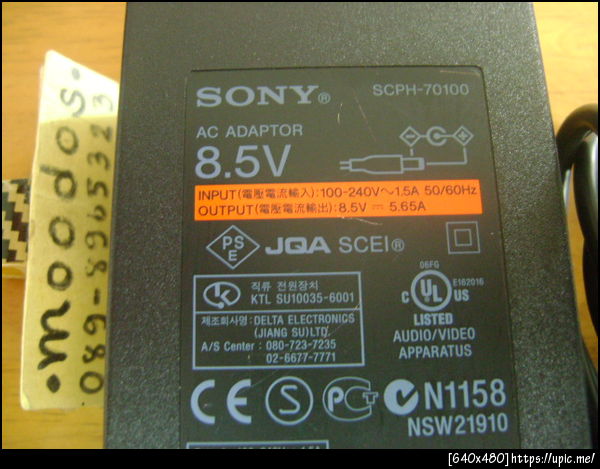 SONY®
SCPH-70100
AC ADAPTOR
8.5V
INPUT(電壓電流輸入):100-240V～1.5A 50/60Hz
OUTPUT(電壓電流輸出):8.5V ⎓ 5.65A
PS
E
JQA SCEI®
06FG
E162016
C UL US
®
LISTED
AUDIO/VIDEO
APPARATUS
K
직류 전원장치
KTL SU10035-6001
제조회사명: DELTA ELECTRONICS
(JIANG SU)LTD.
A/S Center : 080-723-7235
02-6677-7771
CE S PCT N1158
NSW21910
•moodos•
[640x480]https://upic.me/